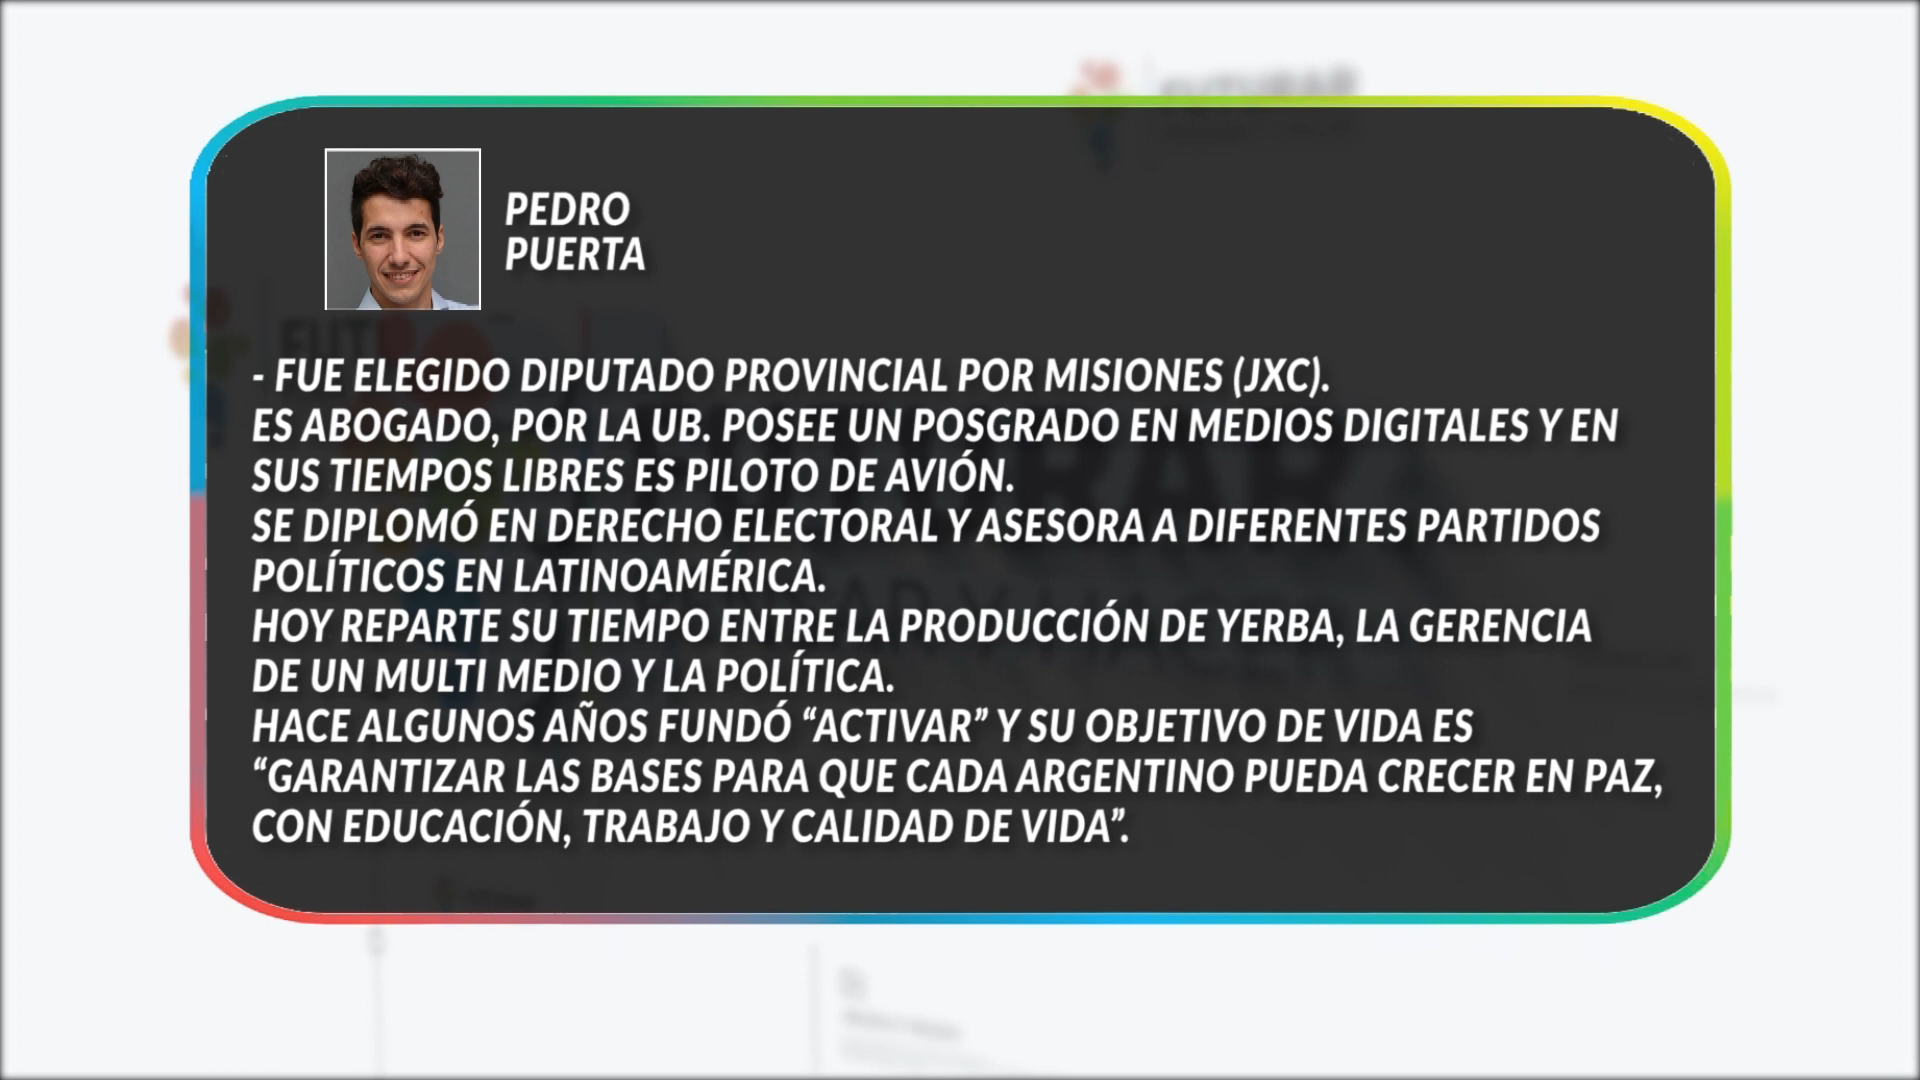 FUTURAR
PEDRO
PUERTA
FUT
- FUE ELEGIDO DIPUTADO PROVINCIAL POR MISIONES (JXC).
ES ABOGADO, POR LA UB. POSEE UN POSGRADO EN MEDIOS DIGITALES Y EN
SUS TIEMPOS LIBRES ES PILOTO DE AVIÓN.
SE DIPLOMÓ EN DERECHO ELECTORAL Y ASESORA A DIFERENTES PARTIDOS
POLÍTICOS EN LATINOAMÉRICA.
HOY REPARTE SU TIEMPO ENTRE LA PRODUCCIÓN DE YERBA, LA GERENCIA
DE UN MULTI MEDIO Y LA POLÍTICA.
HACE ALGUNOS AÑOS FUNDÓ “ACTIVAR” Y SU OBJETIVO DE VIDA ES
“GARANTIZAR LAS BASES PARA QUE CADA ARGENTINO PUEDA CRECER EN PAZ,
CON EDUCACIÓN, TRABAJO Y CALIDAD DE VIDA”.